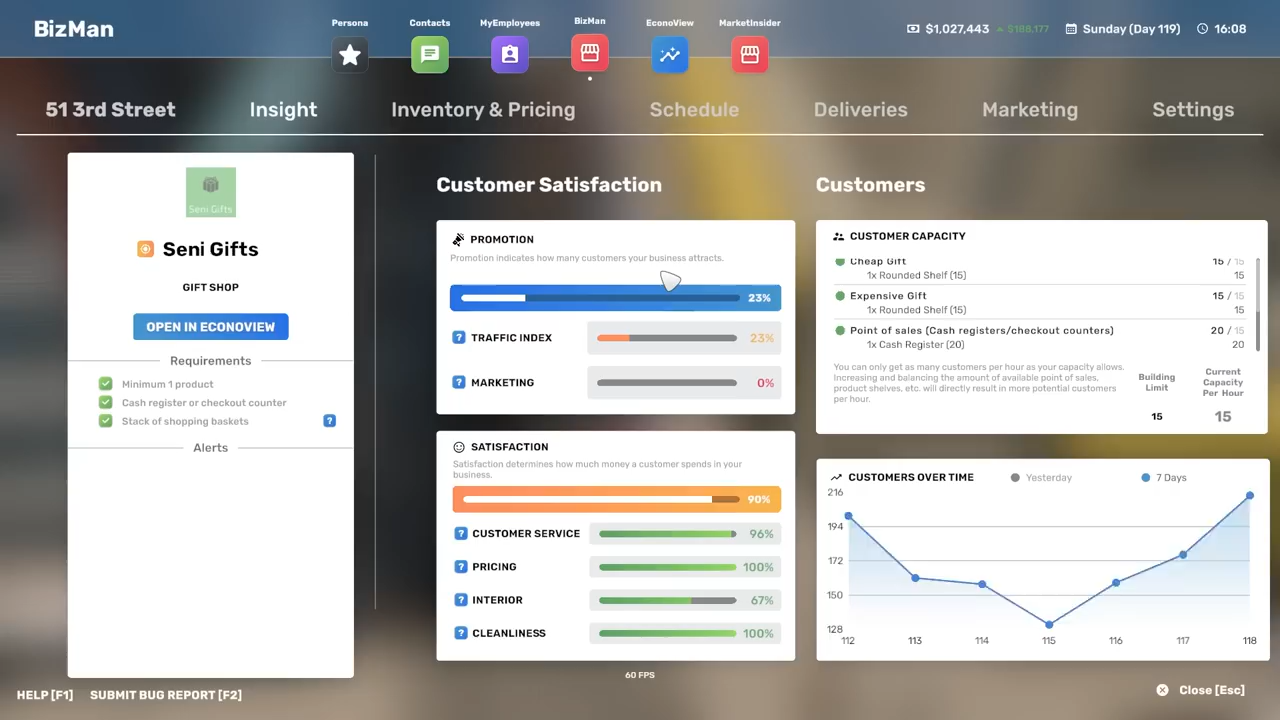 BizMan
Persona
Contacts
MyEmployees
BizMan
EconoView
MarketInsider
$1,027,443
$188,177
Sunday (Day 119)
16:08
51 3rd Street
Insight
Inventory & Pricing
Schedule
Deliveries
Marketing
Settings
Seni Gifts
Seni Gifts
GIFT SHOP
OPEN IN ECONOVIEW
Requirements
Minimum 1 product
Cash register or checkout counter
Stack of shopping baskets
?
Alerts
Customer Satisfaction
PROMOTION
Promotion indicates how many customers your business attracts.
23%
? TRAFFIC INDEX 23%
? MARKETING 0%
SATISFACTION
Satisfaction determines how much money a customer spends in your
business.
90%
? CUSTOMER SERVICE 96%
? PRICING 100%
? INTERIOR 67%
? CLEANLINESS 100%
Customers
CUSTOMER CAPACITY
Cheap Gift 15 / 15
1x Rounded Shelf (15) 15
Expensive Gift 15 / 15
1x Rounded Shelf (15) 15
Point of sales (Cash registers/checkout counters) 20 / 15
1x Cash Register (20) 20
You can only get as many customers per hour as your capacity allows.
Increasing and balancing the amount of available point of sales,
product shelves, etc. will directly result in more potential customers
per hour.
Building
Limit
15
Current
Capacity
Per Hour
15
CUSTOMERS OVER TIME
Yesterday
7 Days
216
194
172
150
128
112 113 114 115 116 117 118
60 FPS
HELP [F1]
SUBMIT BUG REPORT [F2]
Close [Esc]